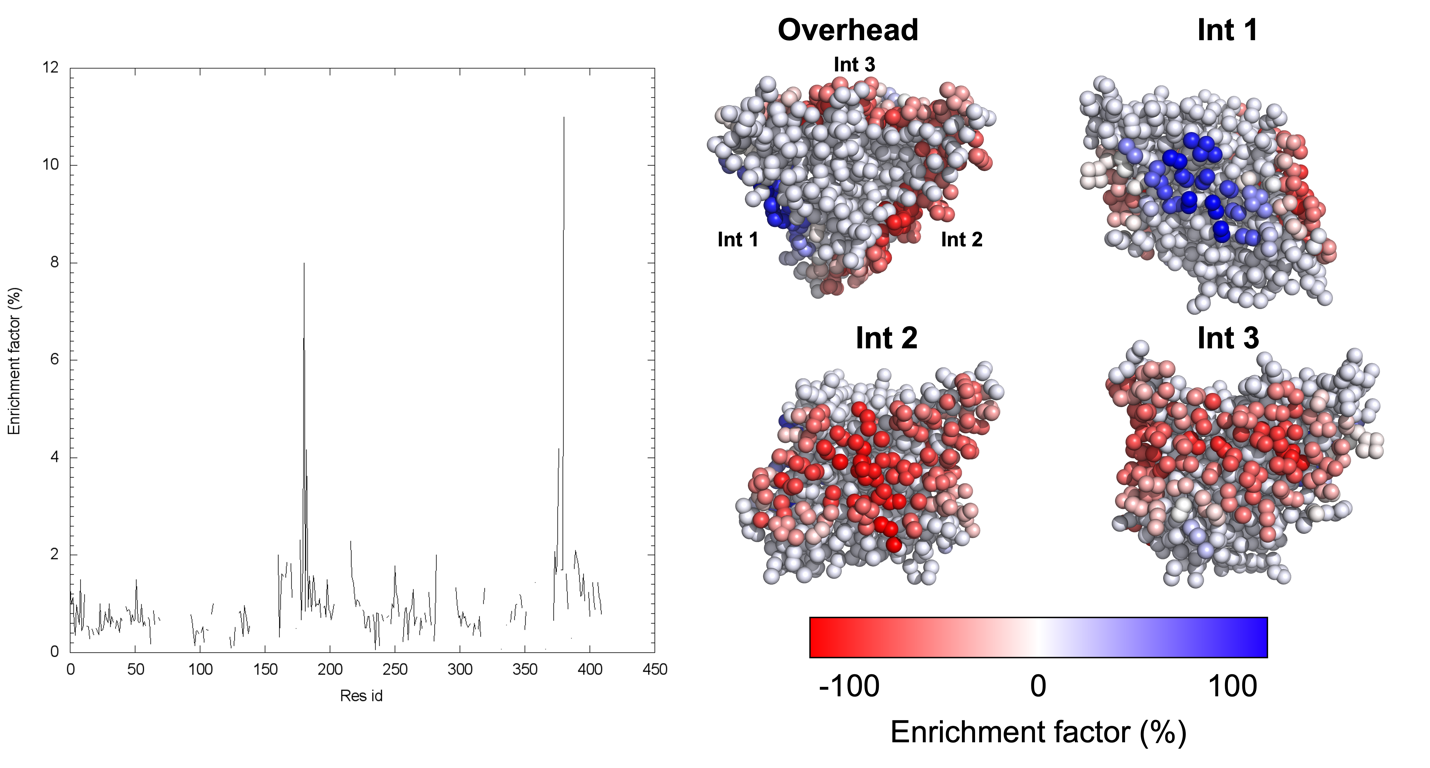 12
10
8
6
4
2
0
Enrichment factor (%)
0 50 100 150 200 250 300 350 400 450
Res id
Overhead
Int 3
Int 1
Int 2
Int 1
Int 2
Int 3
-100 0 100
Enrichment factor (%)